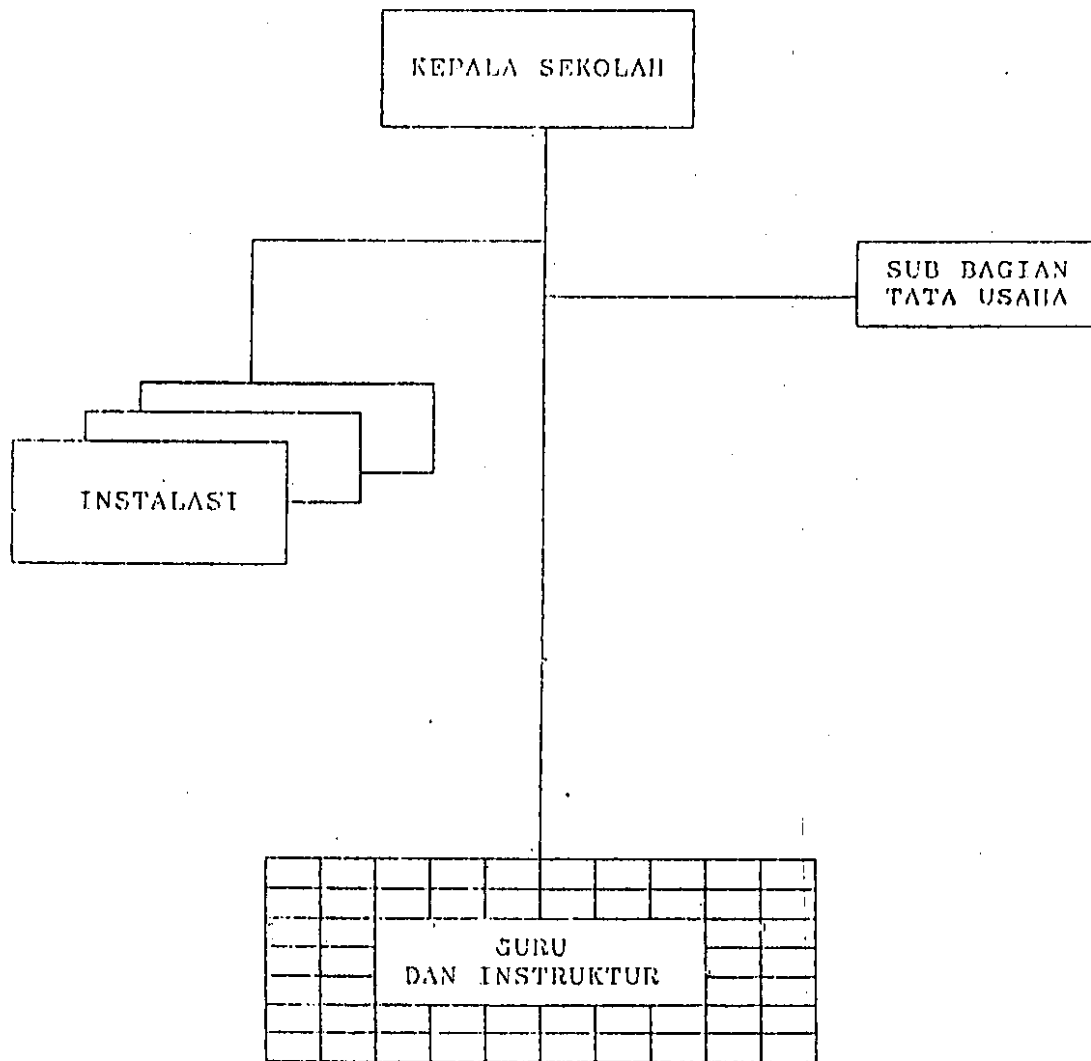 KEPALA SEKOLAH
SUB BAGIAN
TATA USAHA
INSTALASI
GURU
DAN INSTRUKTUR